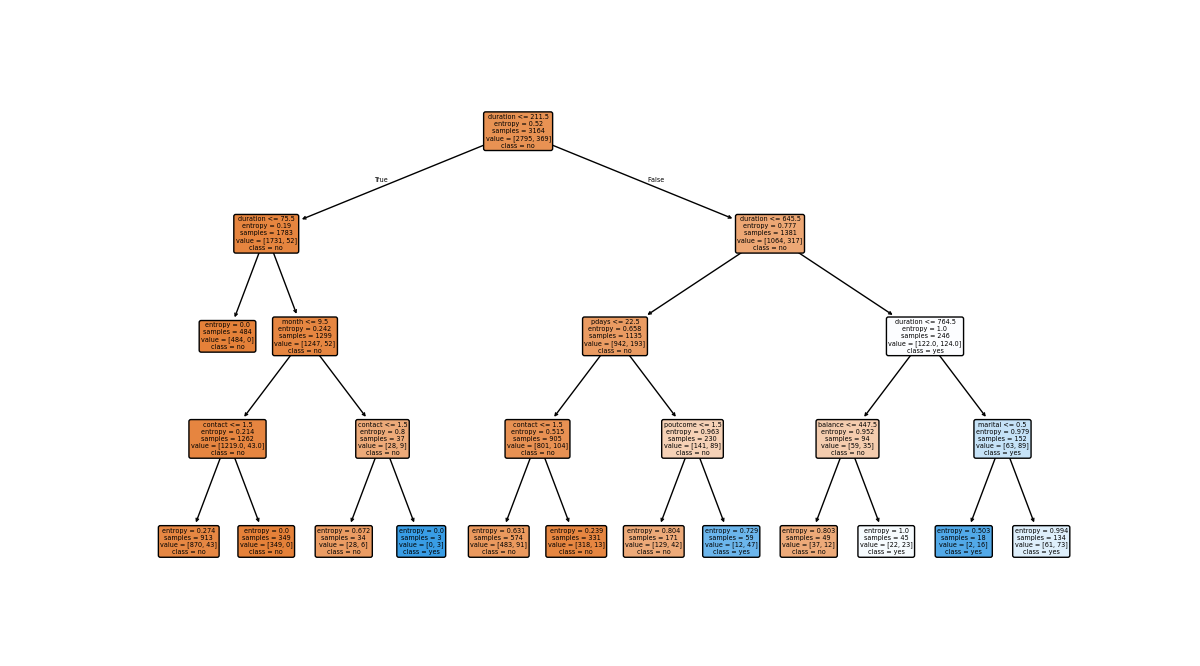 duration <= 211.5
entropy = 0.52
samples = 3164
value = [2795, 369]
class = no
True
False
duration <= 75.5
entropy = 0.19
samples = 1783
value = [1731, 52]
class = no
duration <= 645.5
entropy = 0.777
samples = 1381
value = [1064, 317]
class = no
entropy = 0.0
samples = 484
value = [484, 0]
class = no
month <= 9.5
entropy = 0.242
samples = 1299
value = [1247, 52]
class = no
pdays <= 22.5
entropy = 0.658
samples = 1135
value = [942, 193]
class = no
duration <= 764.5
entropy = 1.0
samples = 246
value = [122.0, 124.0]
class = yes
contact <= 1.5
entropy = 0.214
samples = 1262
value = [1219.0, 43.0]
class = no
contact <= 1.5
entropy = 0.8
samples = 37
value = [28, 9]
class = no
contact <= 1.5
entropy = 0.515
samples = 905
value = [801, 104]
class = no
poutcome <= 1.5
entropy = 0.963
samples = 230
value = [141, 89]
class = no
balance <= 447.5
entropy = 0.952
samples = 94
value = [59, 35]
class = no
marital <= 0.5
entropy = 0.979
samples = 152
value = [63, 89]
class = yes
entropy = 0.274
samples = 913
value = [870, 43]
class = no
entropy = 0.0
samples = 349
value = [349, 0]
class = no
entropy = 0.672
samples = 34
value = [28, 6]
class = no
entropy = 0.0
samples = 3
value = [0, 3]
class = yes
entropy = 0.631
samples = 574
value = [483, 91]
class = no
entropy = 0.239
samples = 331
value = [318, 13]
class = no
entropy = 0.804
samples = 171
value = [129, 42]
class = no
entropy = 0.729
samples = 59
value = [12, 47]
class = yes
entropy = 0.803
samples = 49
value = [37, 12]
class = no
entropy = 1.0
samples = 45
value = [22, 23]
class = yes
entropy = 0.503
samples = 18
value = [2, 16]
class = yes
entropy = 0.994
samples = 134
value = [61, 73]
class = yes